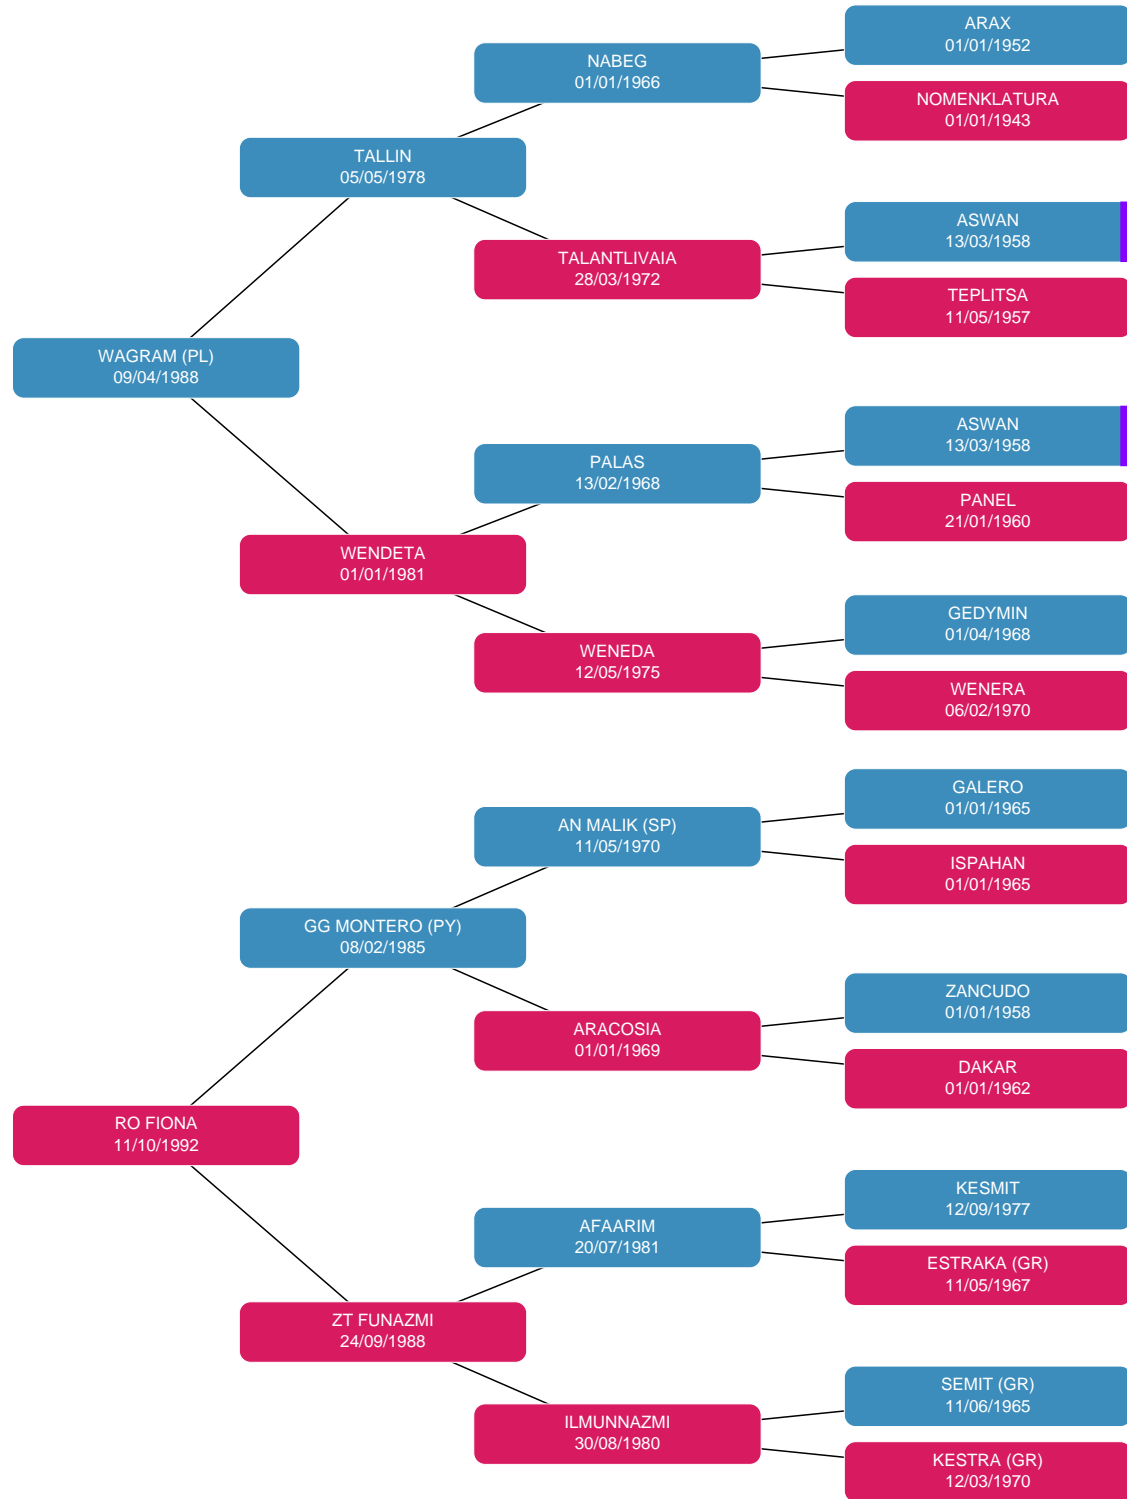 ARAX
01/01/1952
NABEG
01/01/1966
NOMENKLATURA
01/01/1943
TALLIN
05/05/1978
ASWAN
13/03/1958
TALANTLIVAIA
28/03/1972
TEPLITSA
11/05/1957
WAGRAM (PL)
09/04/1988
ASWAN
13/03/1958
PALAS
13/02/1968
PANEL
21/01/1960
WENDETA
01/01/1981
GEDYMIN
01/04/1968
WENEDA
12/05/1975
WENERA
06/02/1970
GALERO
01/01/1965
AN MALIK (SP)
11/05/1970
ISPAHAN
01/01/1965
GG MONTERO (PY)
08/02/1985
ZANCUDO
01/01/1958
ARACOSIA
01/01/1969
DAKAR
01/01/1962
RO FIONA
11/10/1992
KESMIT
12/09/1977
AFAARIM
20/07/1981
ESTRAKA (GR)
11/05/1967
ZT FUNAZMI
24/09/1988
SEMIT (GR)
11/06/1965
ILMUNNAZMI
30/08/1980
KESTRA (GR)
12/03/1970